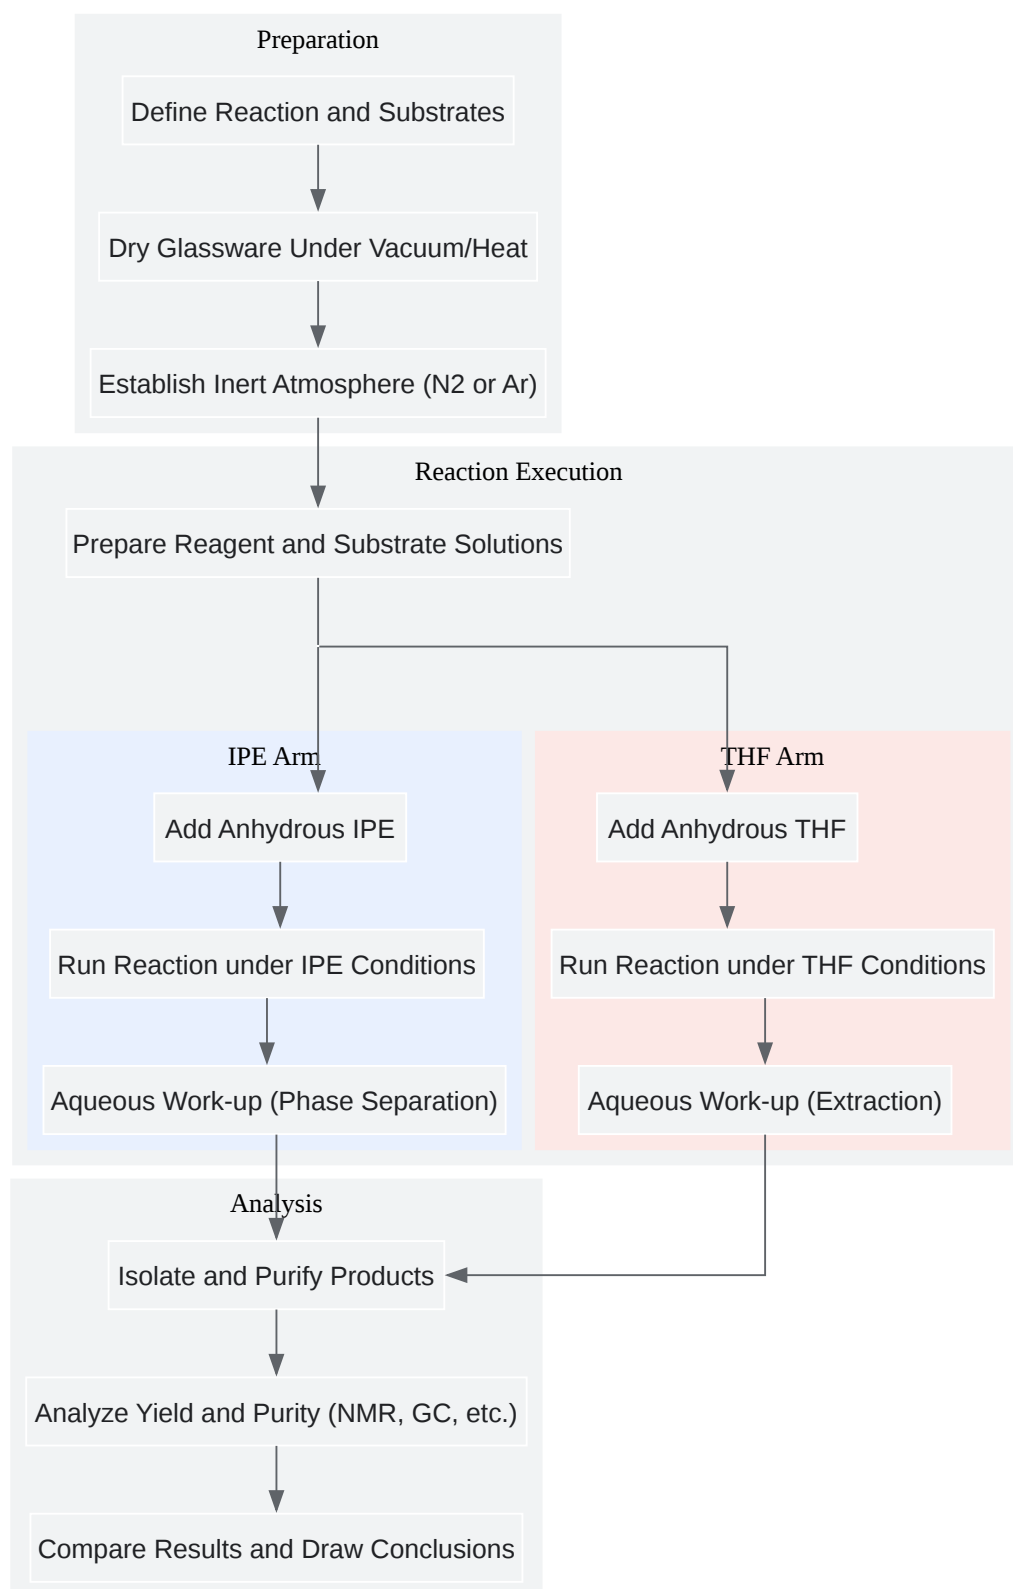 Preparation
Define Reaction and Substrates
Dry Glassware Under Vacuum/Heat
Establish Inert Atmosphere (N2 or Ar)
Reaction Execution
Prepare Reagent and Substrate Solutions
IPE Arm
Add Anhydrous IPE
Run Reaction under IPE Conditions
Aqueous Work-up (Phase Separation)
THF Arm
Add Anhydrous THF
Run Reaction under THF Conditions
Aqueous Work-up (Extraction)
Analysis
Isolate and Purify Products
Analyze Yield and Purity (NMR, GC, etc.)
Compare Results and Draw Conclusions